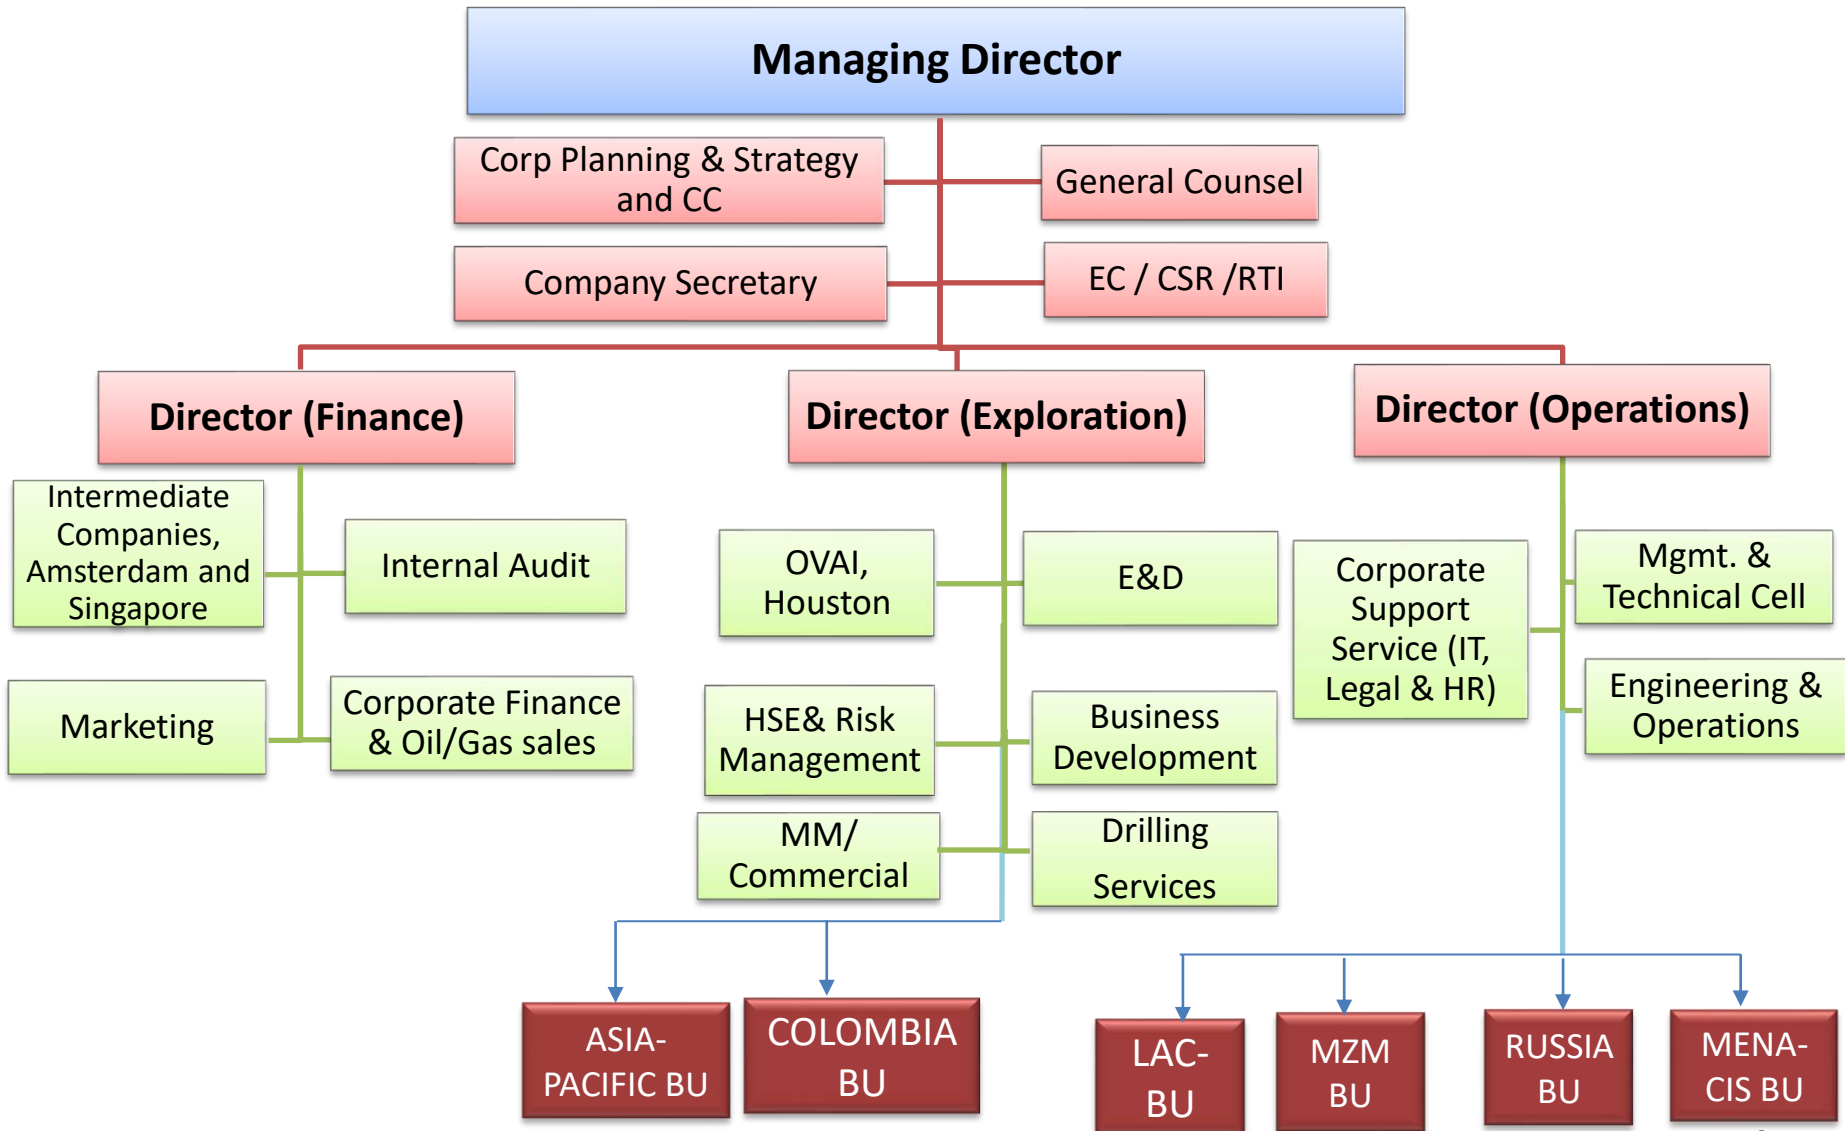 Managing Director
Corp Planning & Strategy
and CC
General Counsel
Company Secretary
EC / CSR /RTI
Director (Finance)
Director (Exploration)
Director (Operations)
Intermediate
Companies,
Amsterdam and
Singapore
Internal Audit
Marketing
Corporate Finance
& Oil/Gas sales
OVAI,
Houston
E&D
HSE& Risk
Management
Business
Development
MM/
Commercial
Drilling
Services
Corporate
Support
Service (IT,
Legal & HR)
Mgmt. &
Technical Cell
Engineering &
Operations
ASIA-
PACIFIC BU
COLOMBIA
BU
LAC-
BU
MZM
BU
RUSSIA
BU
MENA-
CIS BU